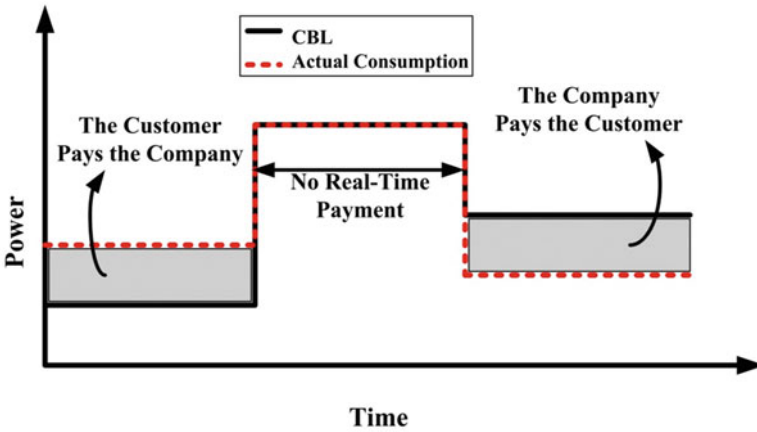 CBL
Actual Consumption
The Customer
Pays the Company
The Company
Pays the Customer
No Real-Time
Payment
Power
Time